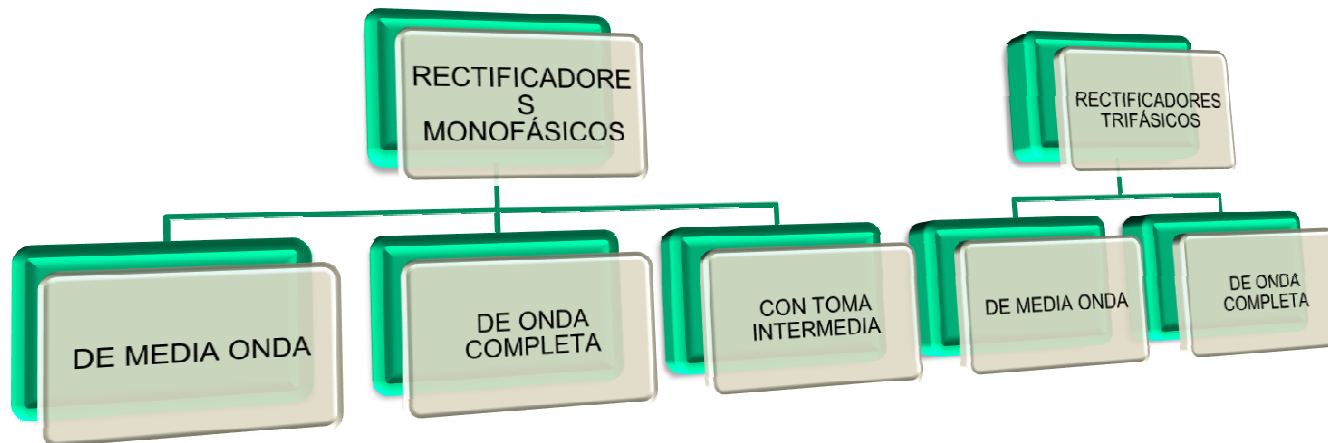 RECTIFICADORE
S
MONOFÁSICOS
RECTIFICADORES
TRIFÁSICOS
DE MEDIA ONDA
DE ONDA
COMPLETA
CON TOMA
INTERMEDIA
DE MEDIA ONDA
DE ONDA
COMPLETA